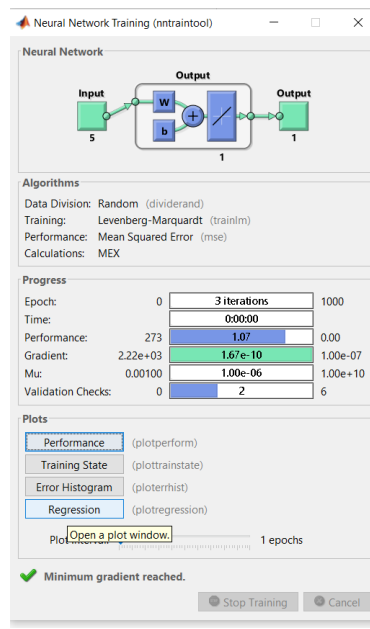 Neural Network Training (nntraintool)
Neural Network
Output
Input
Output
W
b
+
5
1
1
Algorithms
Data Division: Random (dividerand)
Training: Levenberg-Marquardt (trainlm)
Performance: Mean Squared Error (mse)
Calculations: MEX
Progress
Epoch: 0 3 iterations 1000
Time: 0:00:00
Performance: 273 1.07 0.00
Gradient: 2.22e+03 1.67e-10 1.00e-07
Mu: 0.00100 1.00e-06 1.00e+10
Validation Checks: 0 2 6
Plots
Performance (plotperform)
Training State (plottrainstate)
Error Histogram (ploterrhist)
Regression (plotregression)
Open a plot window.
1 epochs
Minimum gradient reached.
Stop Training Cancel